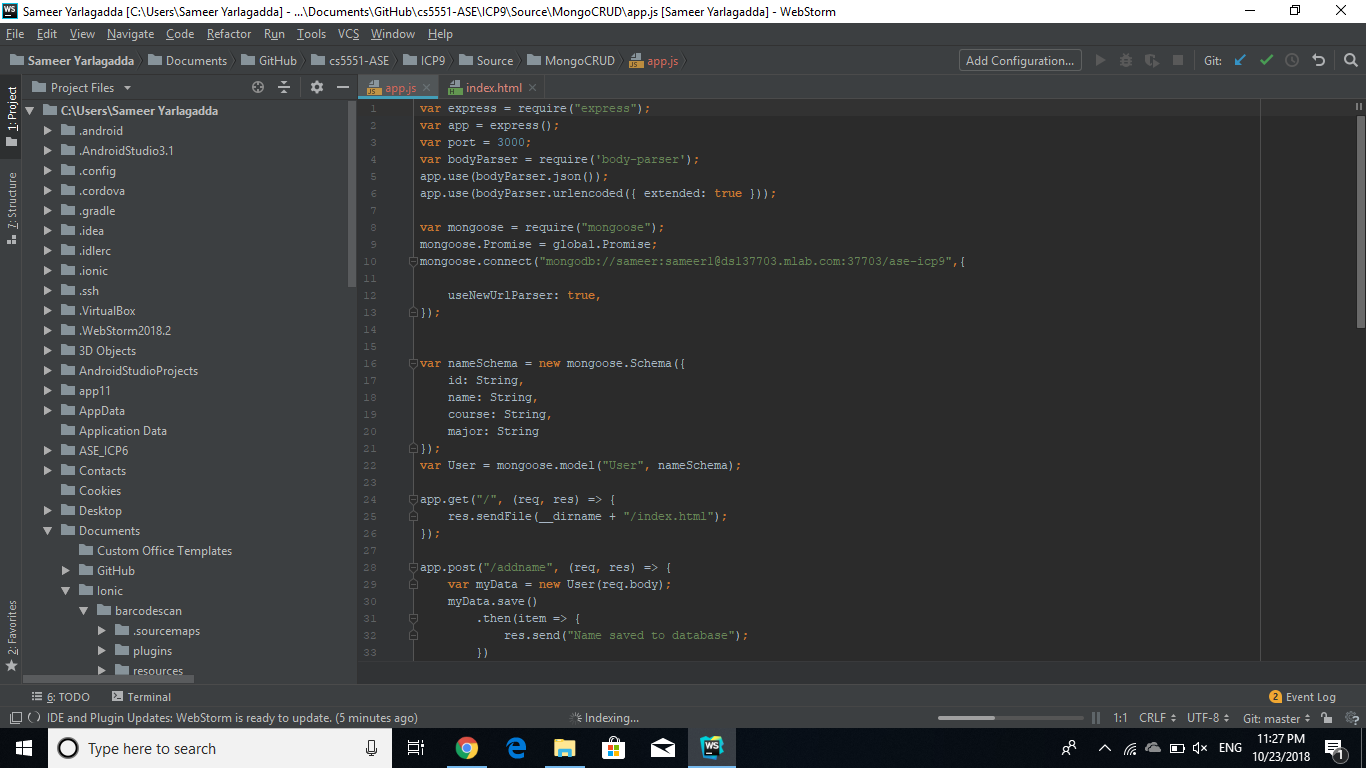 WS Sameer Yarlagadda [C:\Users\Sameer Yarlagadda] - ...\Documents\GitHub\cs5551-ASE\ICP9\Source\MongoCRUD\app.js [Sameer Yarlagadda] - WebStorm
File Edit View Navigate Code Refactor Run Tools VCS Window Help
Sameer Yarlagadda Documents GitHub cs5551-ASE ICP9 Source MongoCRUD app.js Add Configuration... Git:
1: Project
7: Structure
2: Favorites
Project Files
C:\Users\Sameer Yarlagadda
.android
.AndroidStudio3.1
.config
.cordova
.gradle
.idea
.idlerc
.ionic
.ssh
.VirtualBox
.WebStorm2018.2
3D Objects
AndroidStudioProjects
app11
AppData
Application Data
ASE_ICP6
Contacts
Cookies
Desktop
Documents
Custom Office Templates
GitHub
Ionic
barcodescan
.sourcemaps
plugins
resources
app.js index.html
1 var express = require("express");
2 var app = express();
3 var port = 3000;
4 var bodyParser = require('body-parser');
5 app.use(bodyParser.json());
6 app.use(bodyParser.urlencoded({ extended: true }));
7
8 var mongoose = require("mongoose");
9 mongoose.Promise = global.Promise;
10 mongoose.connect("mongodb://sameer:sameer1@ds137703.mlab.com:37703/ase-icp9",{
11
12 useNewUrlParser: true,
13 });
14
15
16 var nameSchema = new mongoose.Schema({
17 id: String,
18 name: String,
19 course: String,
20 major: String
21 });
22 var User = mongoose.model("User", nameSchema);
23
24 app.get("/", (req, res) => {
25 res.sendFile(__dirname + "/index.html");
26 });
27
28 app.post("/addname", (req, res) => {
29 var myData = new User(req.body);
30 myData.save()
31 .then(item => {
32 res.send("Name saved to database");
33 })
6: TODO Terminal 2 Event Log
IDE and Plugin Updates: WebStorm is ready to update. (5 minutes ago) Indexing... 1:1 CRLF UTF-8 Git: master
Type here to search WS ENG 11:27 PM
10/23/2018 1